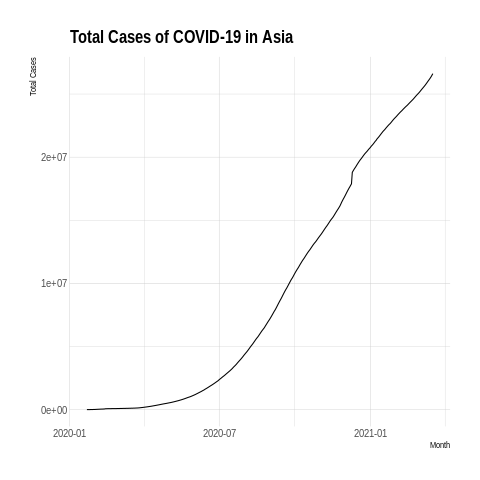 Total Cases of COVID-19 in Asia
Total Cases
2e+07
1e+07
0e+00
2020-01 2020-07 2021-01
Month